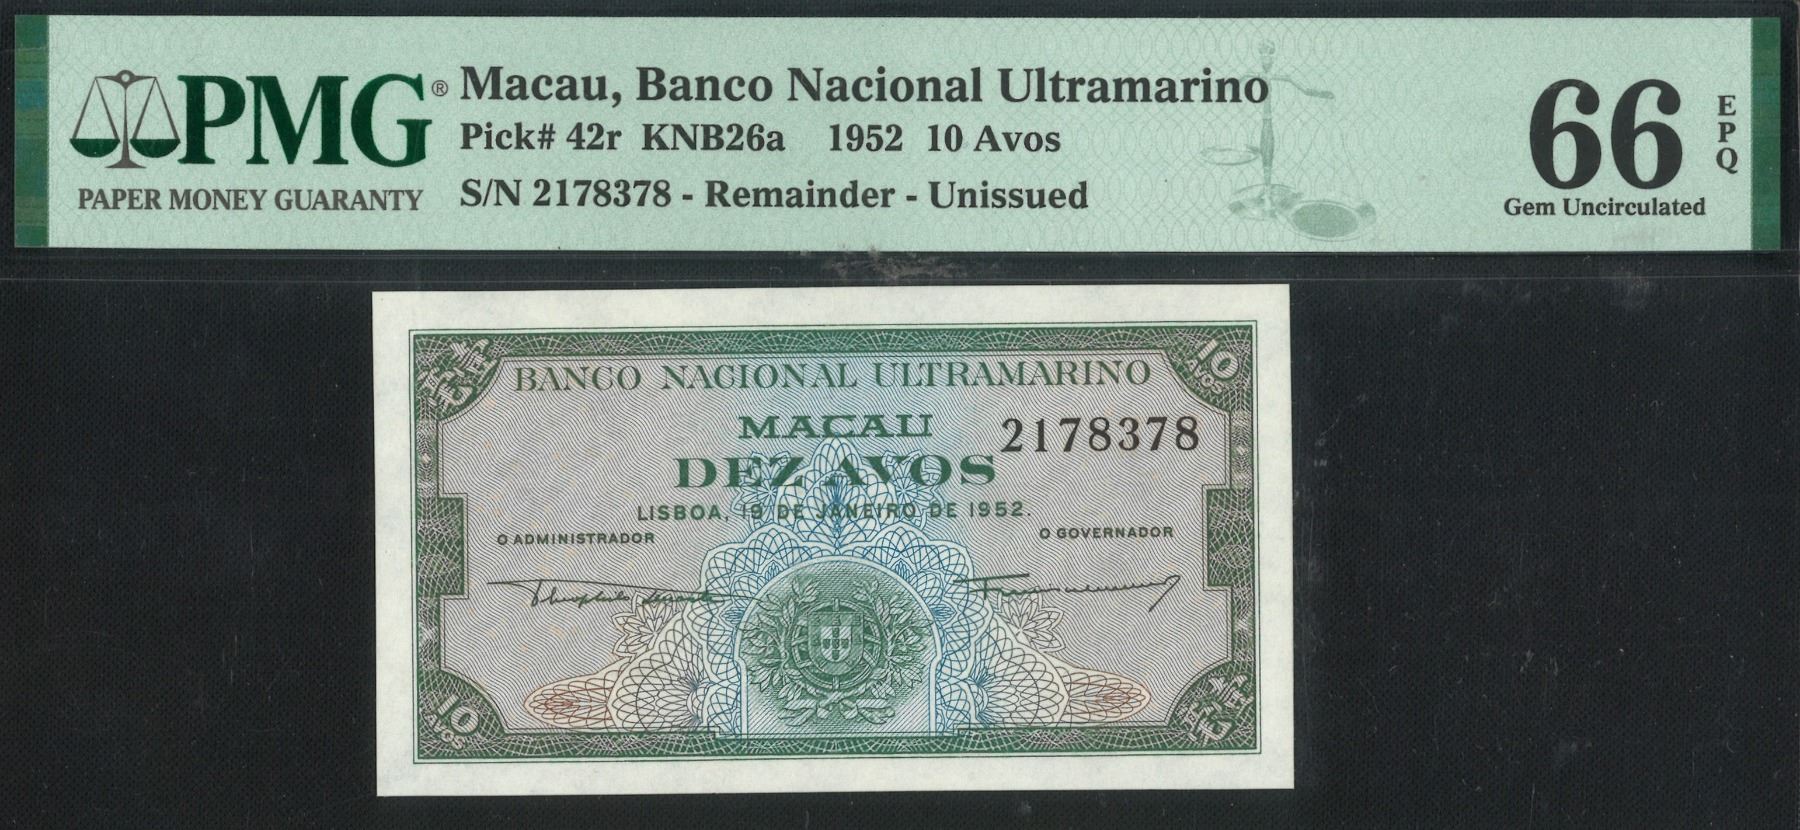 PMG®
PAPER MONEY GUARANTY
Macau, Banco Nacional Ultramarino
Pick# 42r KNB26a 1952 10 Avos
S/N 2178378 - Remainder - Unissued
66
EPQ
Gem Uncirculated
10 AVOS
BANCO NACIONAL ULTRAMARINO
MACAU
2178378
DEZ AVOS
LISBOA, 19 DE JANEIRO DE 1952.
O ADMINISTRADOR
O GOVERNADOR
10 AVOS